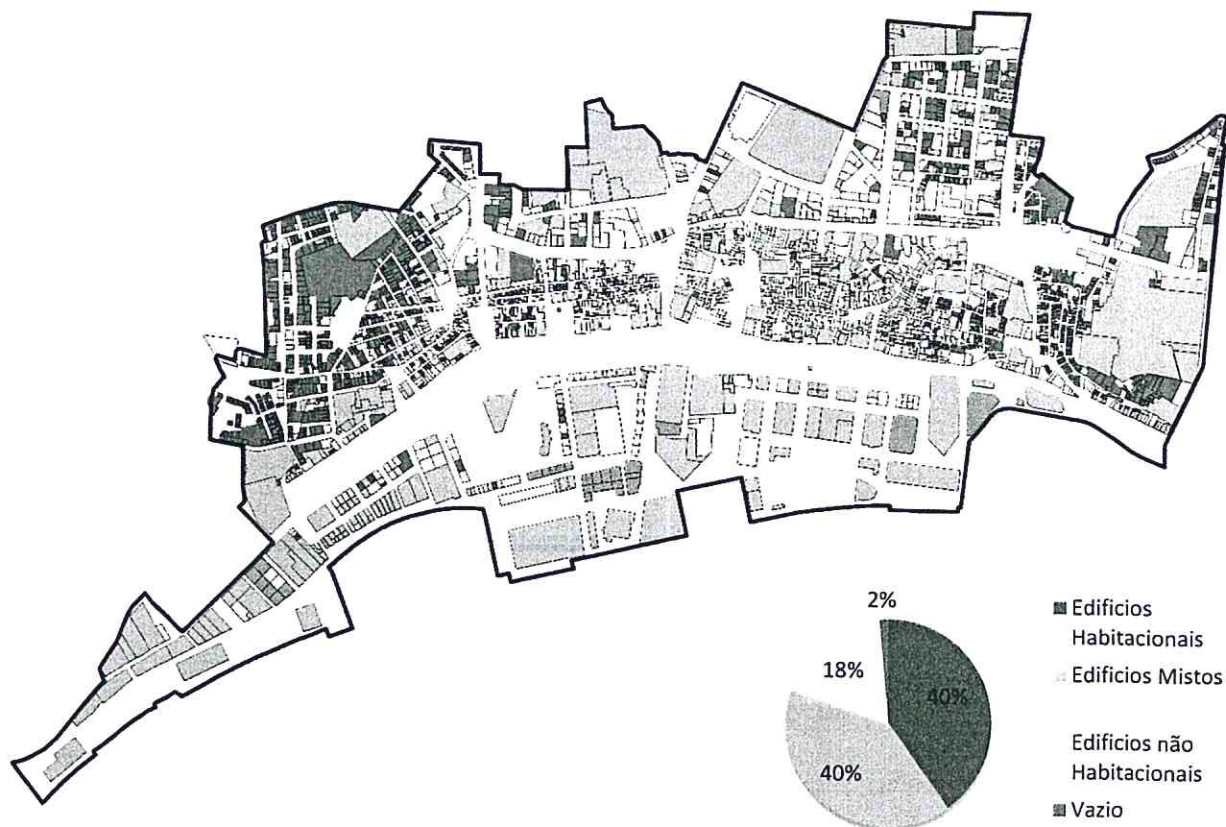 2%
18%
40%
40%
Edificios
Habitacionais
Edificios Mistos
Edificios não
Habitacionais
Vazio